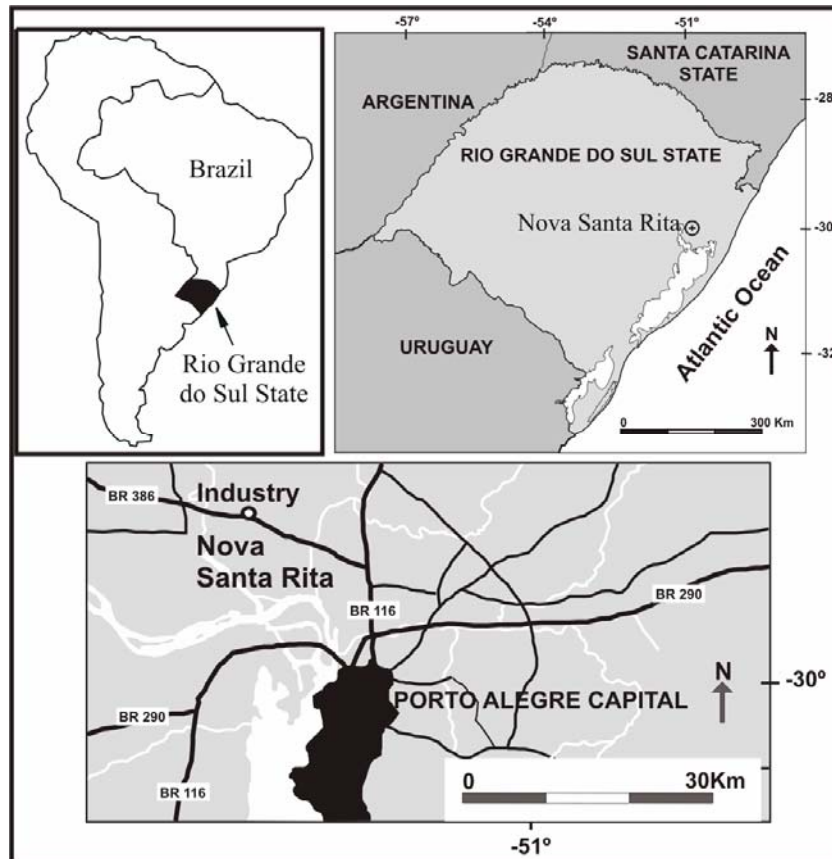 Brazil
Rio Grande
do Sul State
-57°
-54°
-51°
SANTA CATARINA
STATE
ARGENTINA
-28
RIO GRANDE DO SUL STATE
Nova Santa Rita
-30
Atlantic Ocean
N
URUGUAY
-32
0 300 Km
Industry
BR 386
Nova
Santa Rita
BR 116
BR 290
N
-30º
PORTO ALEGRE CAPITAL
BR 290
0 30Km
BR 116
-51º